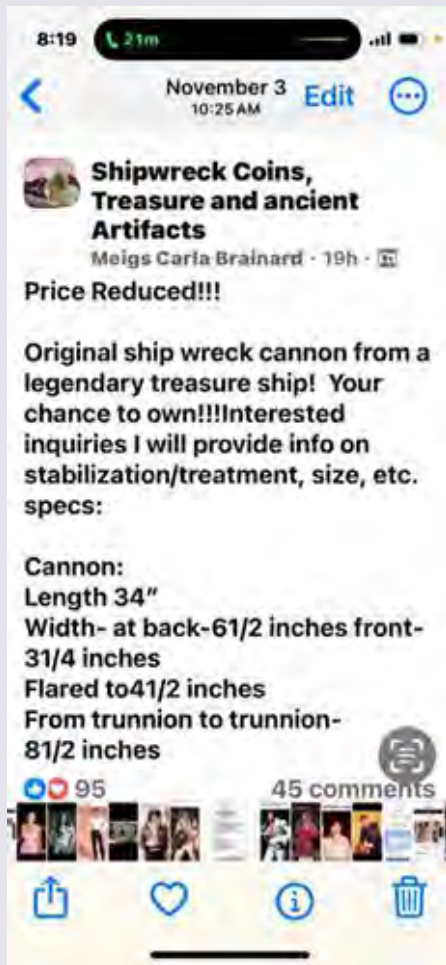 8:19
21m
November 3
10:25 AM
Edit
Shipwreck Coins,
Treasure and ancient
Artifacts
Meigs Carla Brainard · 19h ·
Price Reduced!!!
Original ship wreck cannon from a
legendary treasure ship! Your
chance to own!!!Interested
inquiries I will provide info on
stabilization/treatment, size, etc.
specs:
Cannon:
Length 34"
Width- at back-61/2 inches front-
31/4 inches
Flared to41/2 inches
From trunnion to trunnion-
81/2 inches
95
45 comments